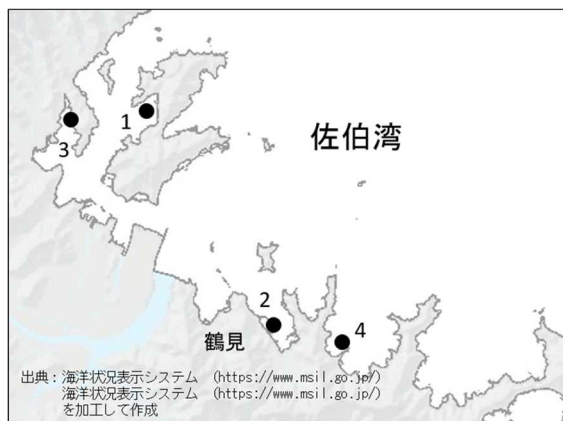 佐伯湾
1
3
2
4
鶴見
出典：海洋状況表示システム （https://www.msil.go.jp/）
海洋状況表示システム （https://www.msil.go.jp/）
を加工して作成